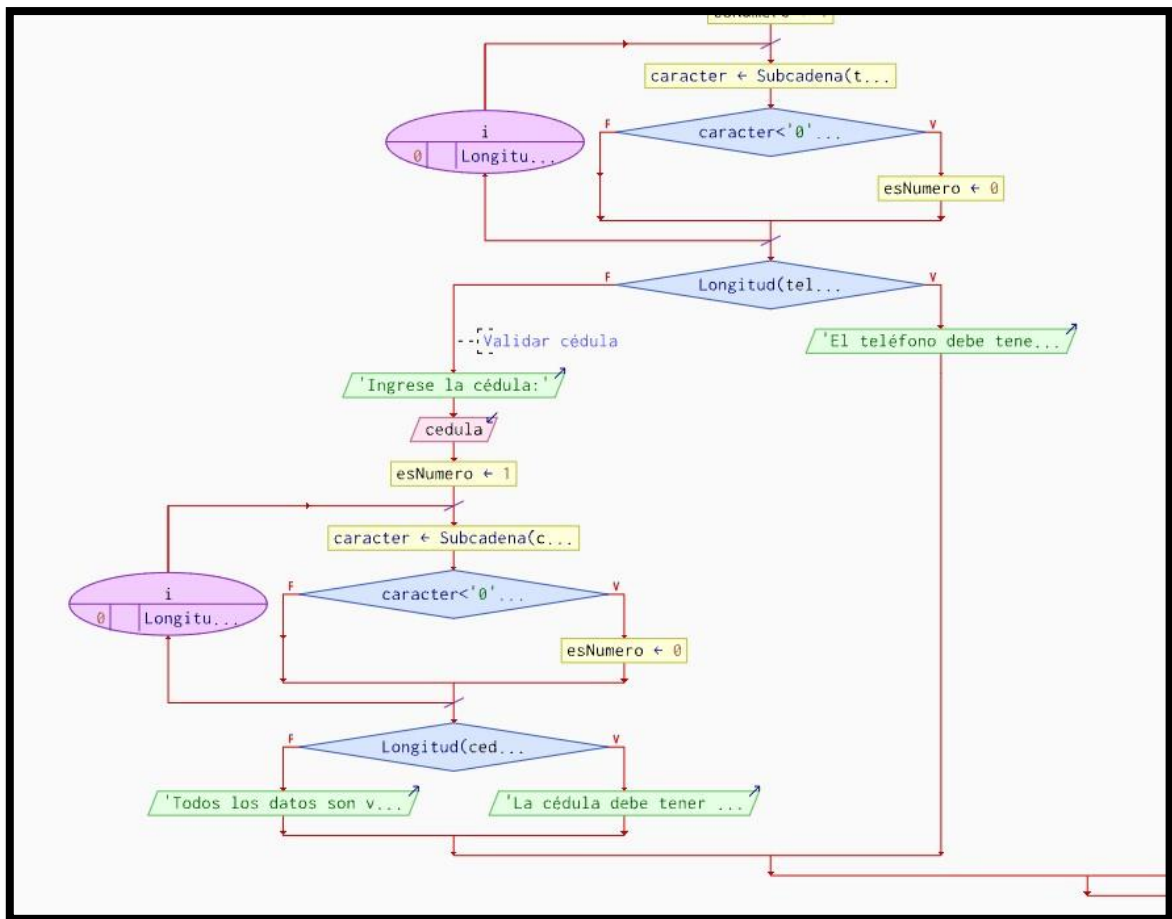 caracter ← Subcadena(t...
i
0 Longitu...
caracter<'0'...
F
V
esNumero ← 0
Longitud(tel...
F
V
Validar cédula
'El teléfono debe tene...
'Ingrese la cédula:'
cedula
esNumero ← 1
caracter ← Subcadena(c...
i
0 Longitu...
caracter<'0'...
F
V
esNumero ← 0
Longitud(ced...
F
V
'Todos los datos son v...
'La cédula debe tener ...